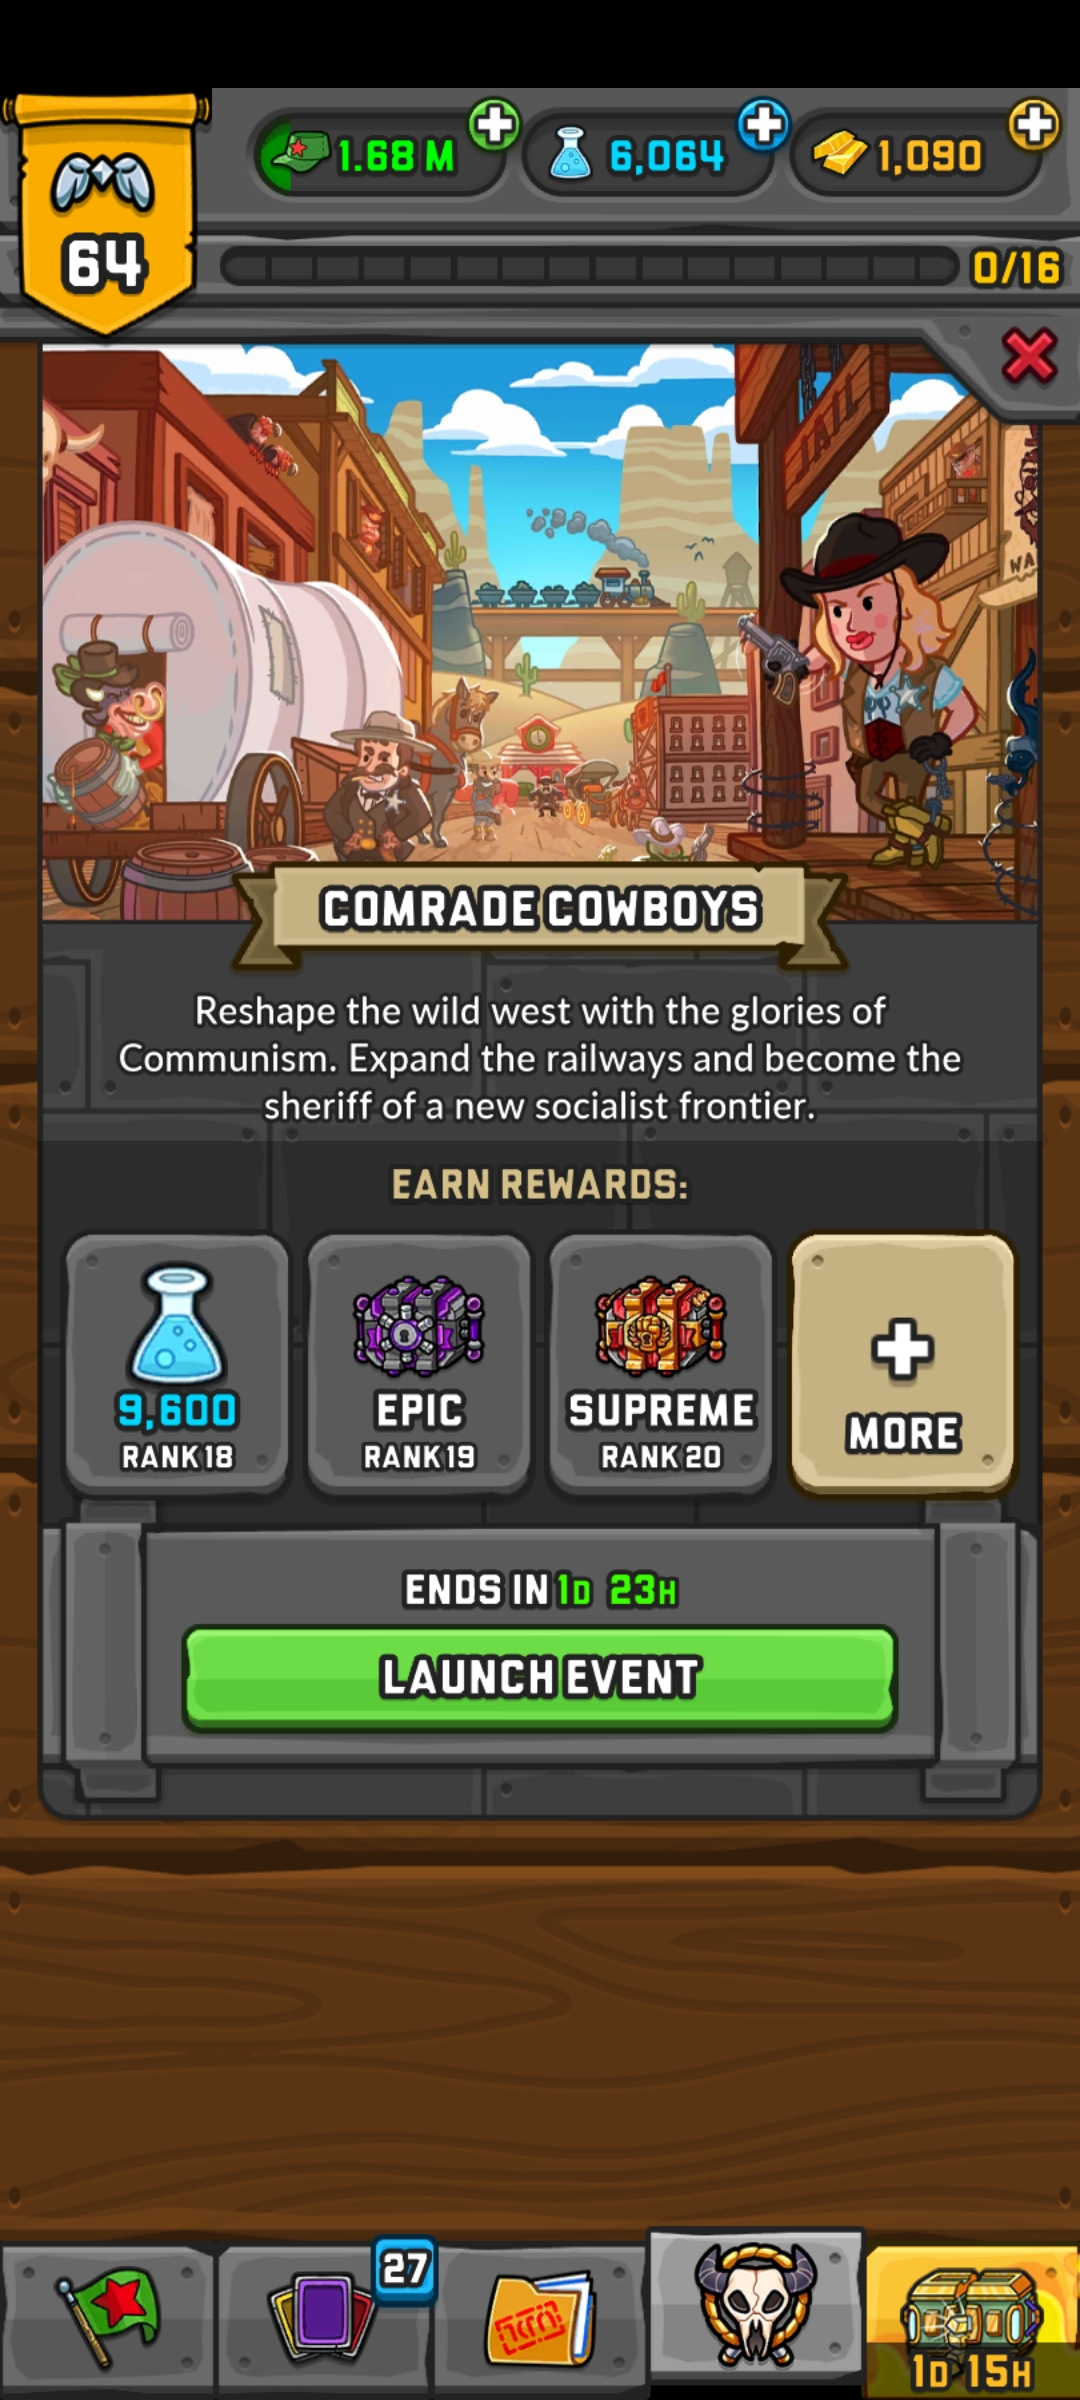 1.68 M
6,064
1,090
64
0/16
JAIL
WA
COMRADE COWBOYS
Reshape the wild west with the glories of
Communism. Expand the railways and become the
sheriff of a new socialist frontier.
EARN REWARDS:
9,600
RANK 18
EPIC
RANK 19
SUPREME
RANK 20
MORE
ENDS IN 1D 23H
LAUNCH EVENT
27
1D 15H